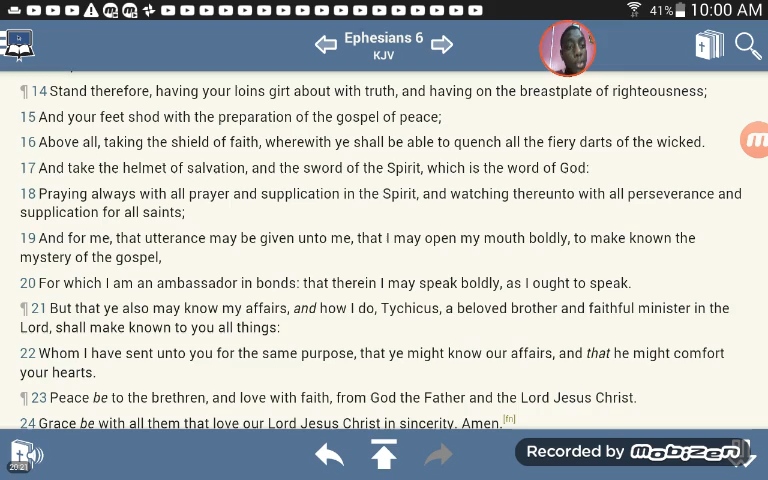 41% 10:00 AM
Ephesians 6
KJV
¶ 14 Stand therefore, having your loins girt about with truth, and having on the breastplate of righteousness;
15 And your feet shod with the preparation of the gospel of peace;
16 Above all, taking the shield of faith, wherewith ye shall be able to quench all the fiery darts of the wicked.
17 And take the helmet of salvation, and the sword of the Spirit, which is the word of God:
18 Praying always with all prayer and supplication in the Spirit, and watching thereunto with all perseverance and
supplication for all saints;
19 And for me, that utterance may be given unto me, that I may open my mouth boldly, to make known the
mystery of the gospel,
20 For which I am an ambassador in bonds: that therein I may speak boldly, as I ought to speak.
¶ 21 But that ye also may know my affairs, and how I do, Tychicus, a beloved brother and faithful minister in the
Lord, shall make known to you all things:
22 Whom I have sent unto you for the same purpose, that ye might know our affairs, and that he might comfort
your hearts.
¶ 23 Peace be to the brethren, and love with faith, from God the Father and the Lord Jesus Christ.
24 Grace be with all them that love our Lord Jesus Christ in sincerity. Amen.[fn]
20:21
Recorded by mobizen